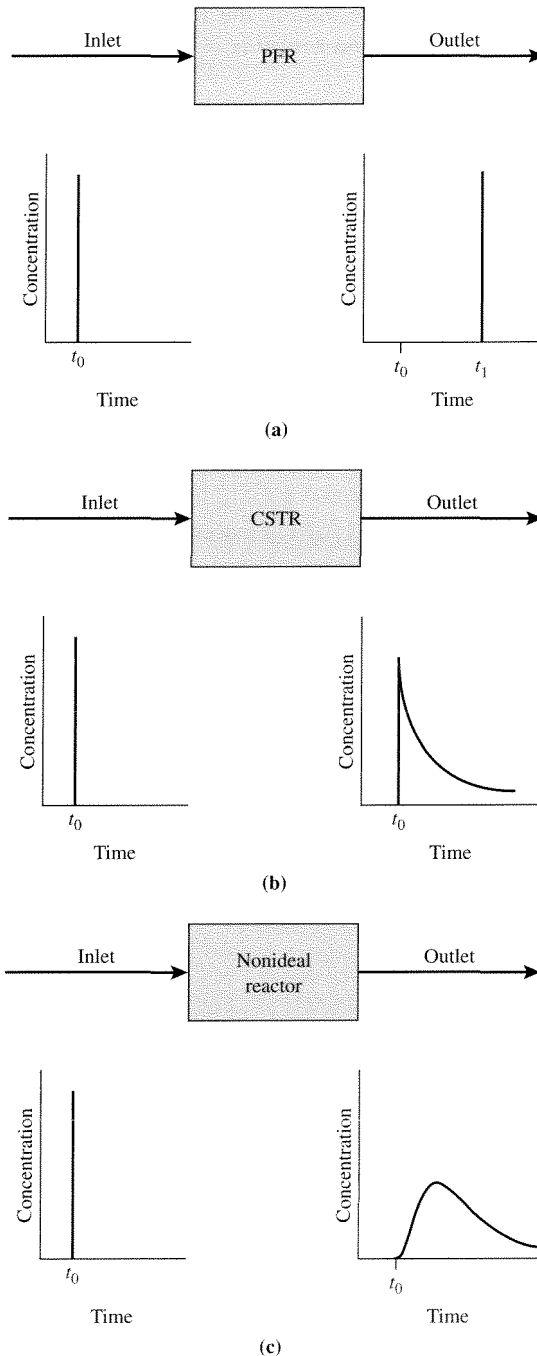 Inlet PFR Outlet
Concentration Concentration
t0 t0 t1
Time Time
(a)
Inlet CSTR Outlet
Concentration Concentration
t0 t0
Time Time
(b)
Inlet Nonideal Outlet
reactor
Concentration Concentration
t0 t0
Time Time
(c)